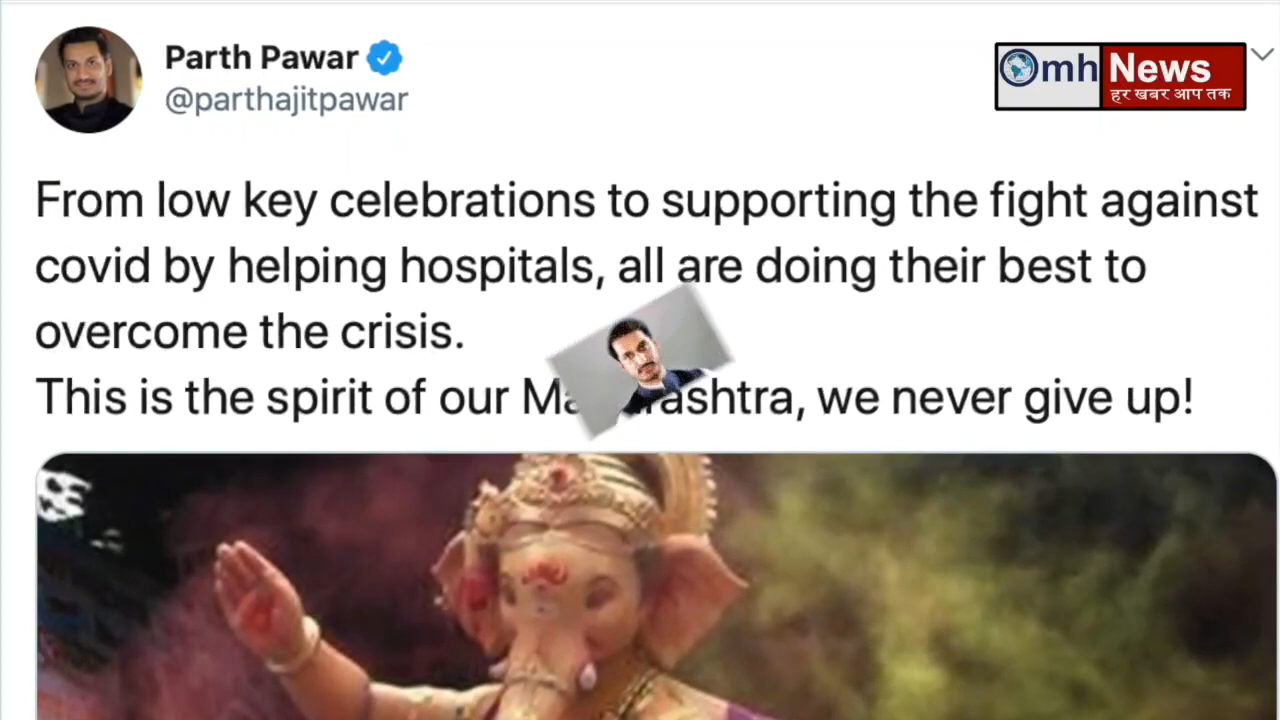 Parth Pawar
@parthajitpawar
mh News
हर खबर आप तक
From low key celebrations to supporting the fight against
covid by helping hospitals, all are doing their best to
overcome the crisis.
This is the spirit of our we never give up!